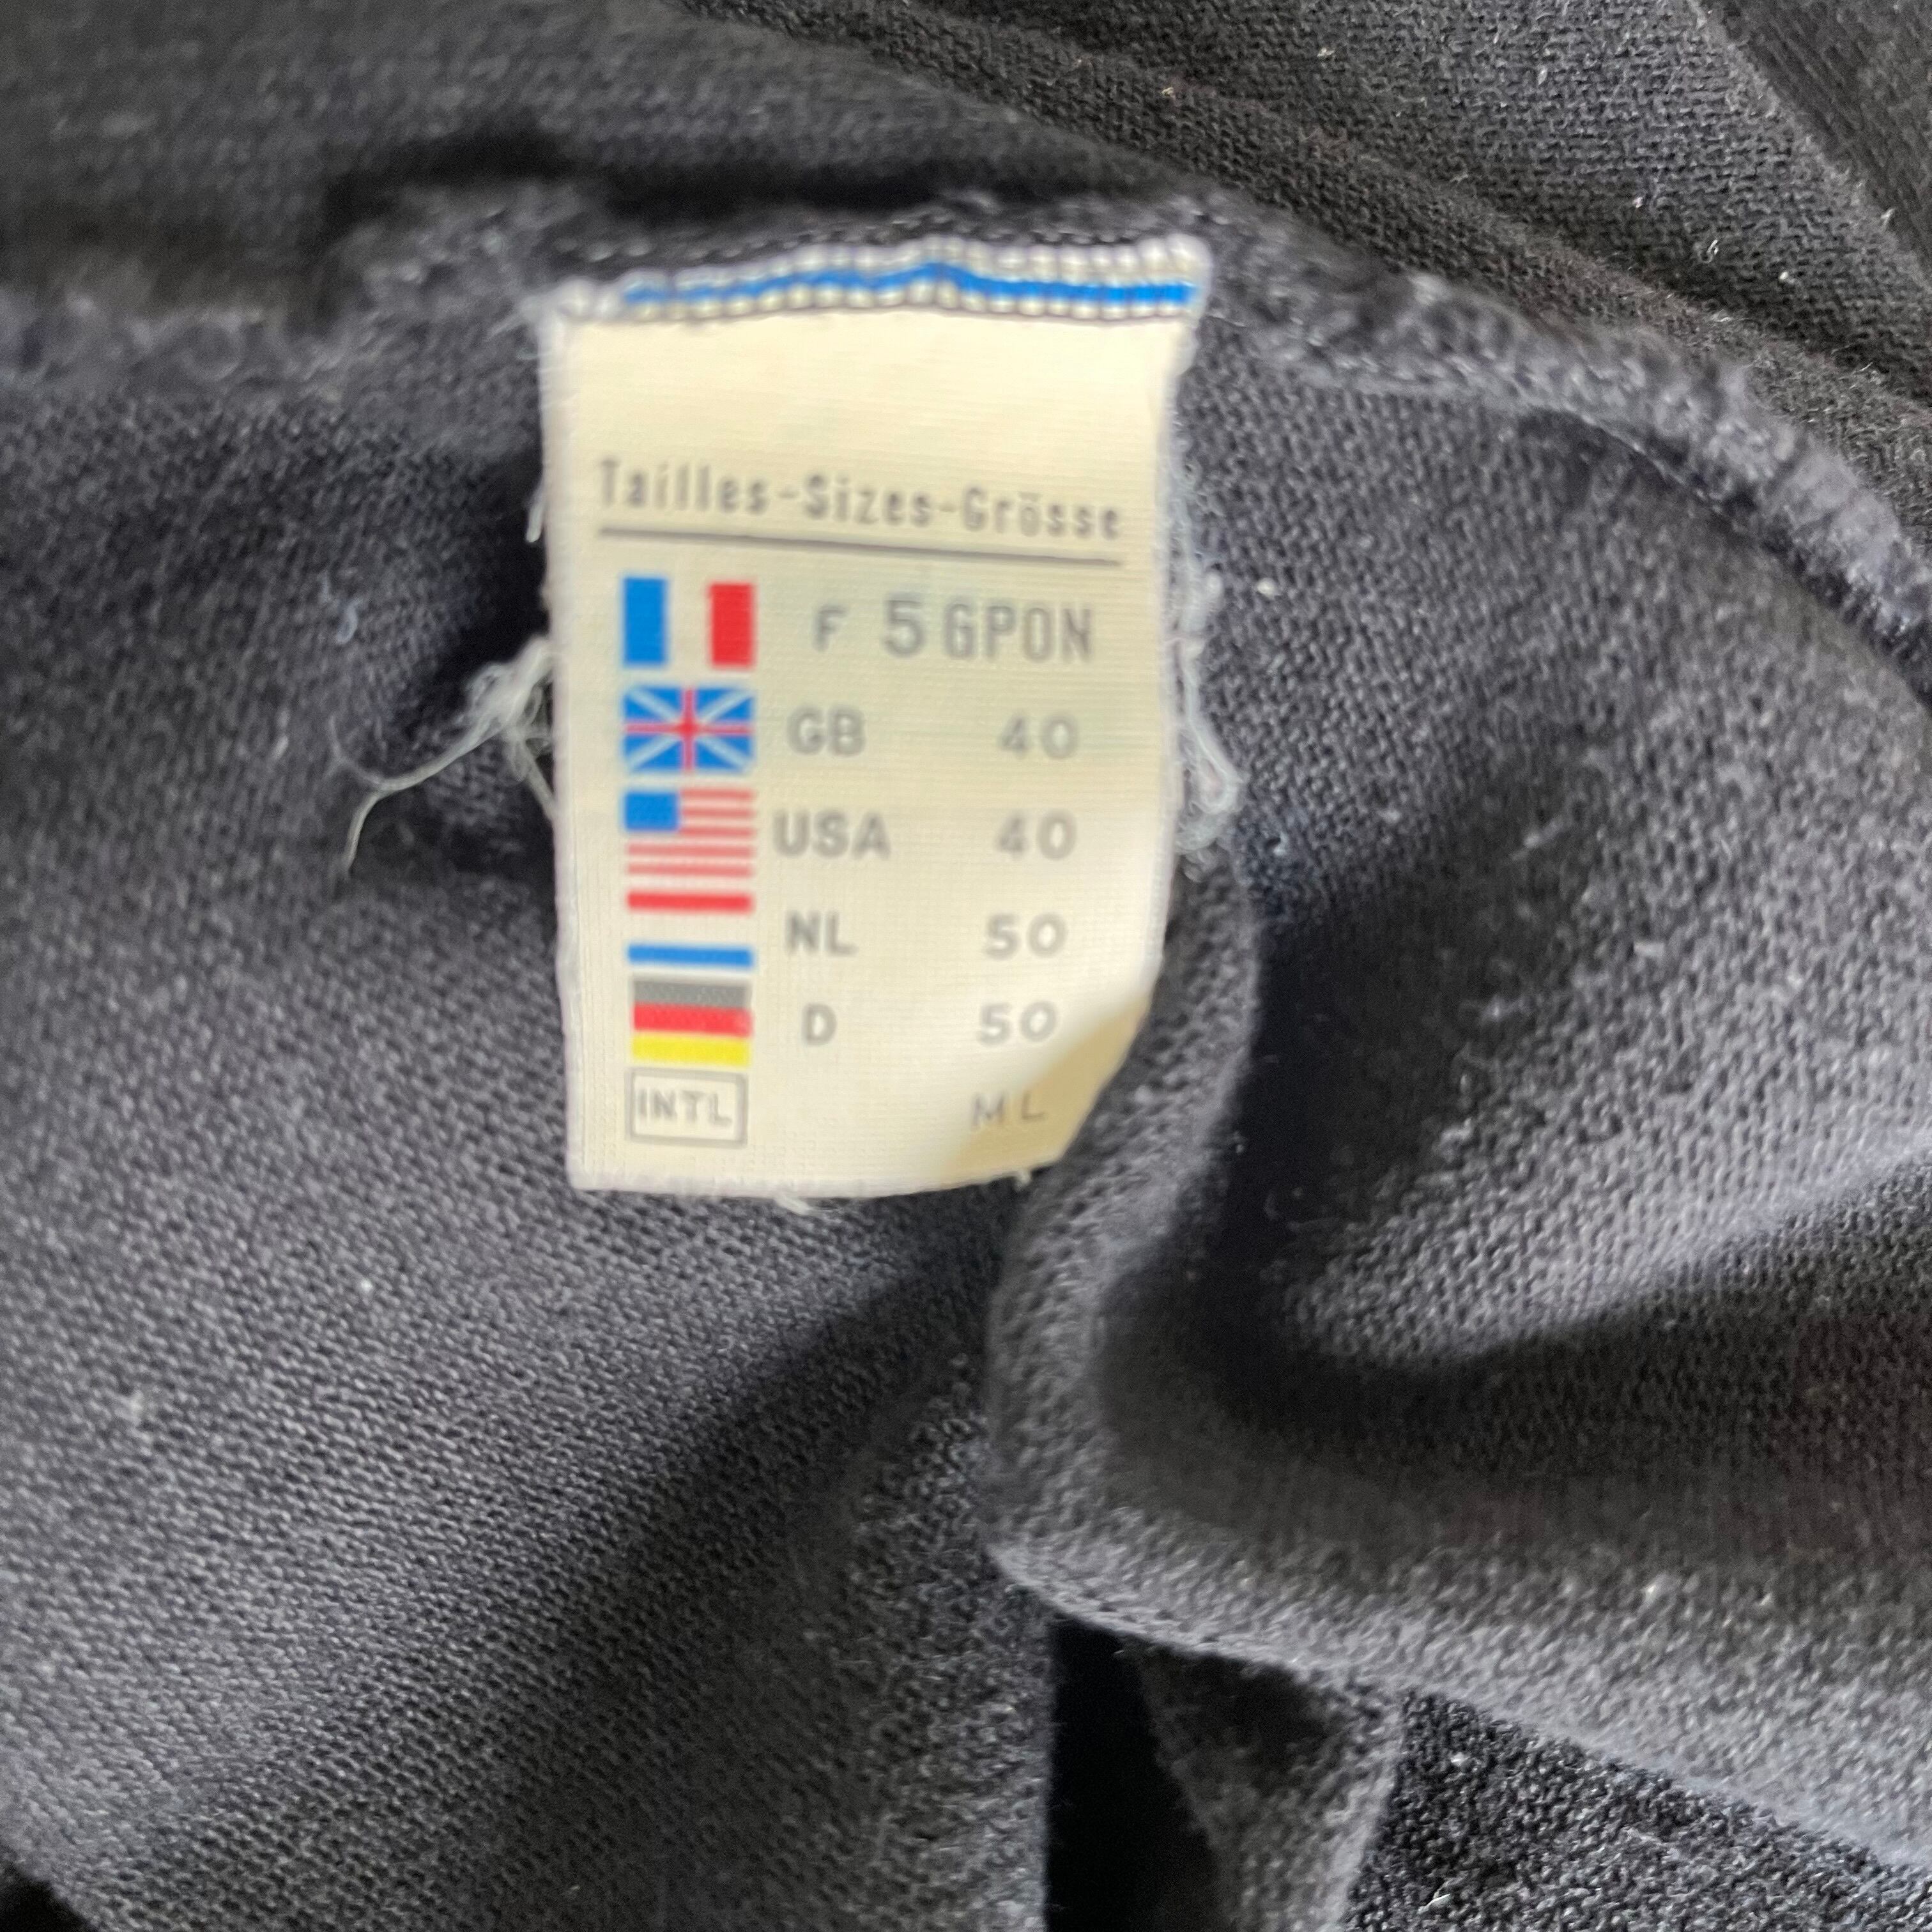 Tailles-Sizes-Grösse
F 5 GPON
GB 40
USA 40
NL 50
D 50
INTL ML